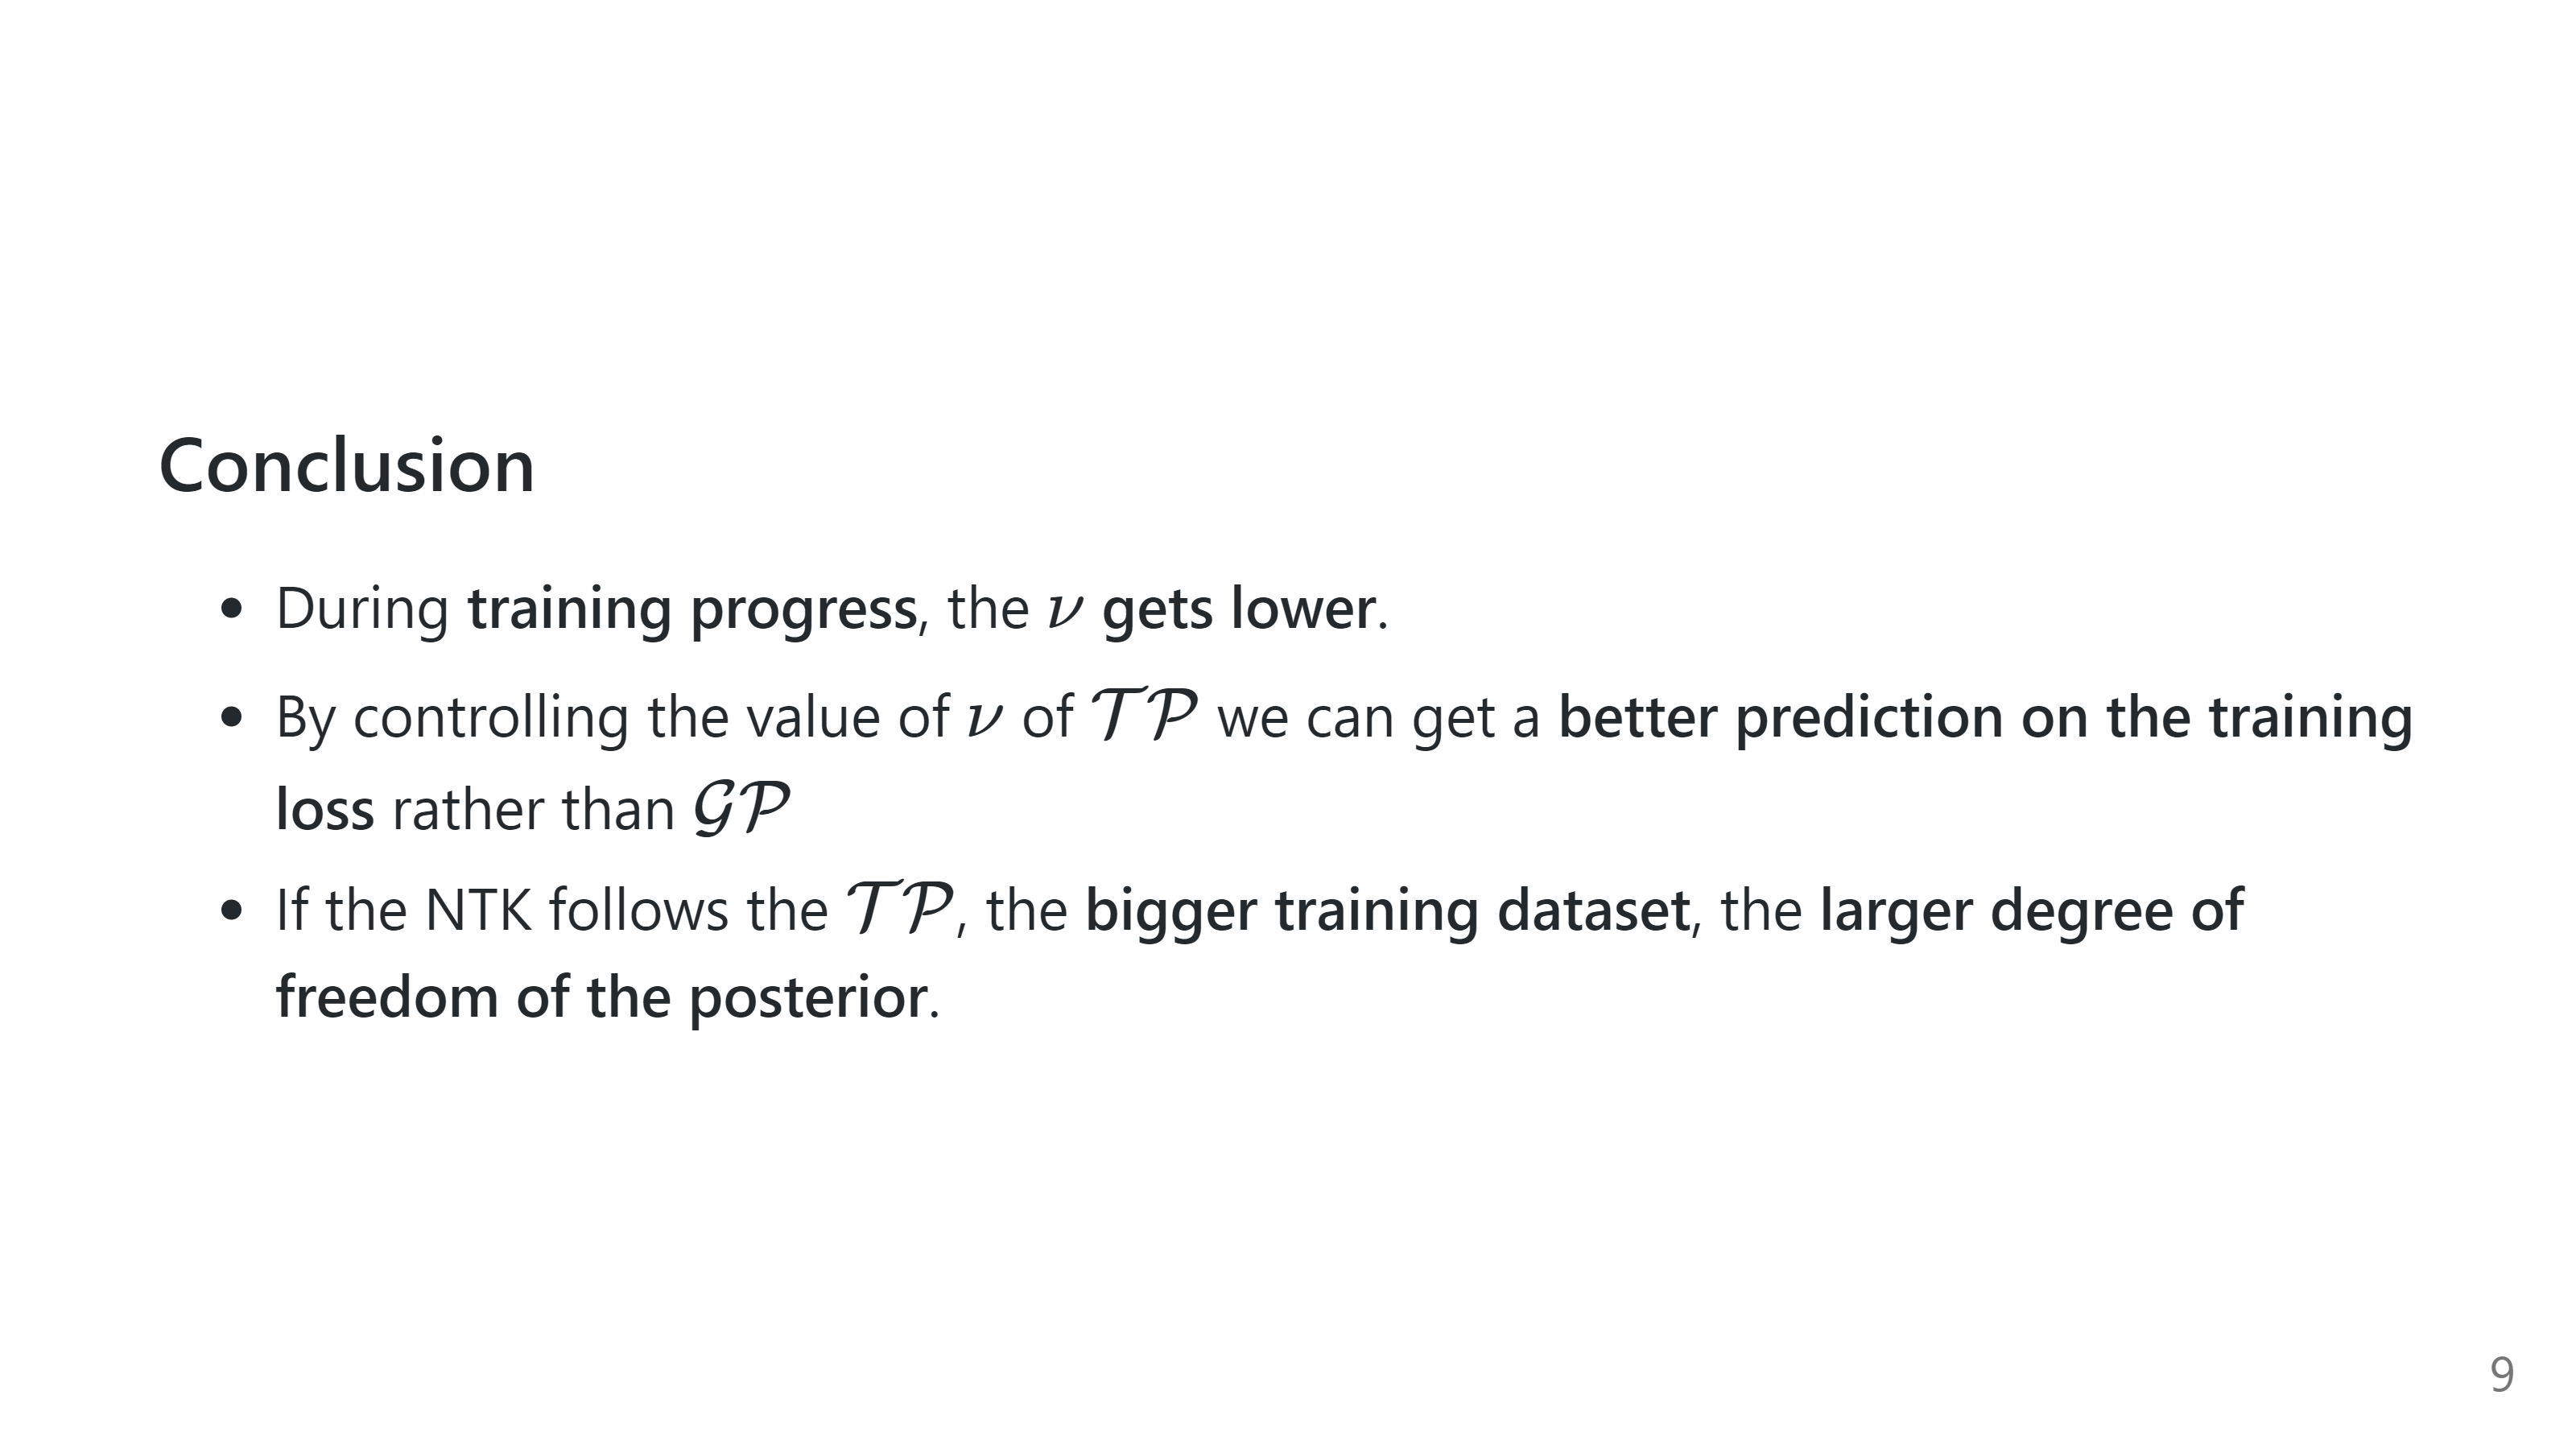 Conclusion
• During training progress, the ν gets lower.
• By controlling the value of ν of 𝒯𝒫 we can get a better prediction on the training
loss rather than 𝒢𝒫
• If the NTK follows the 𝒯𝒫, the bigger training dataset, the larger degree of
freedom of the posterior.
9